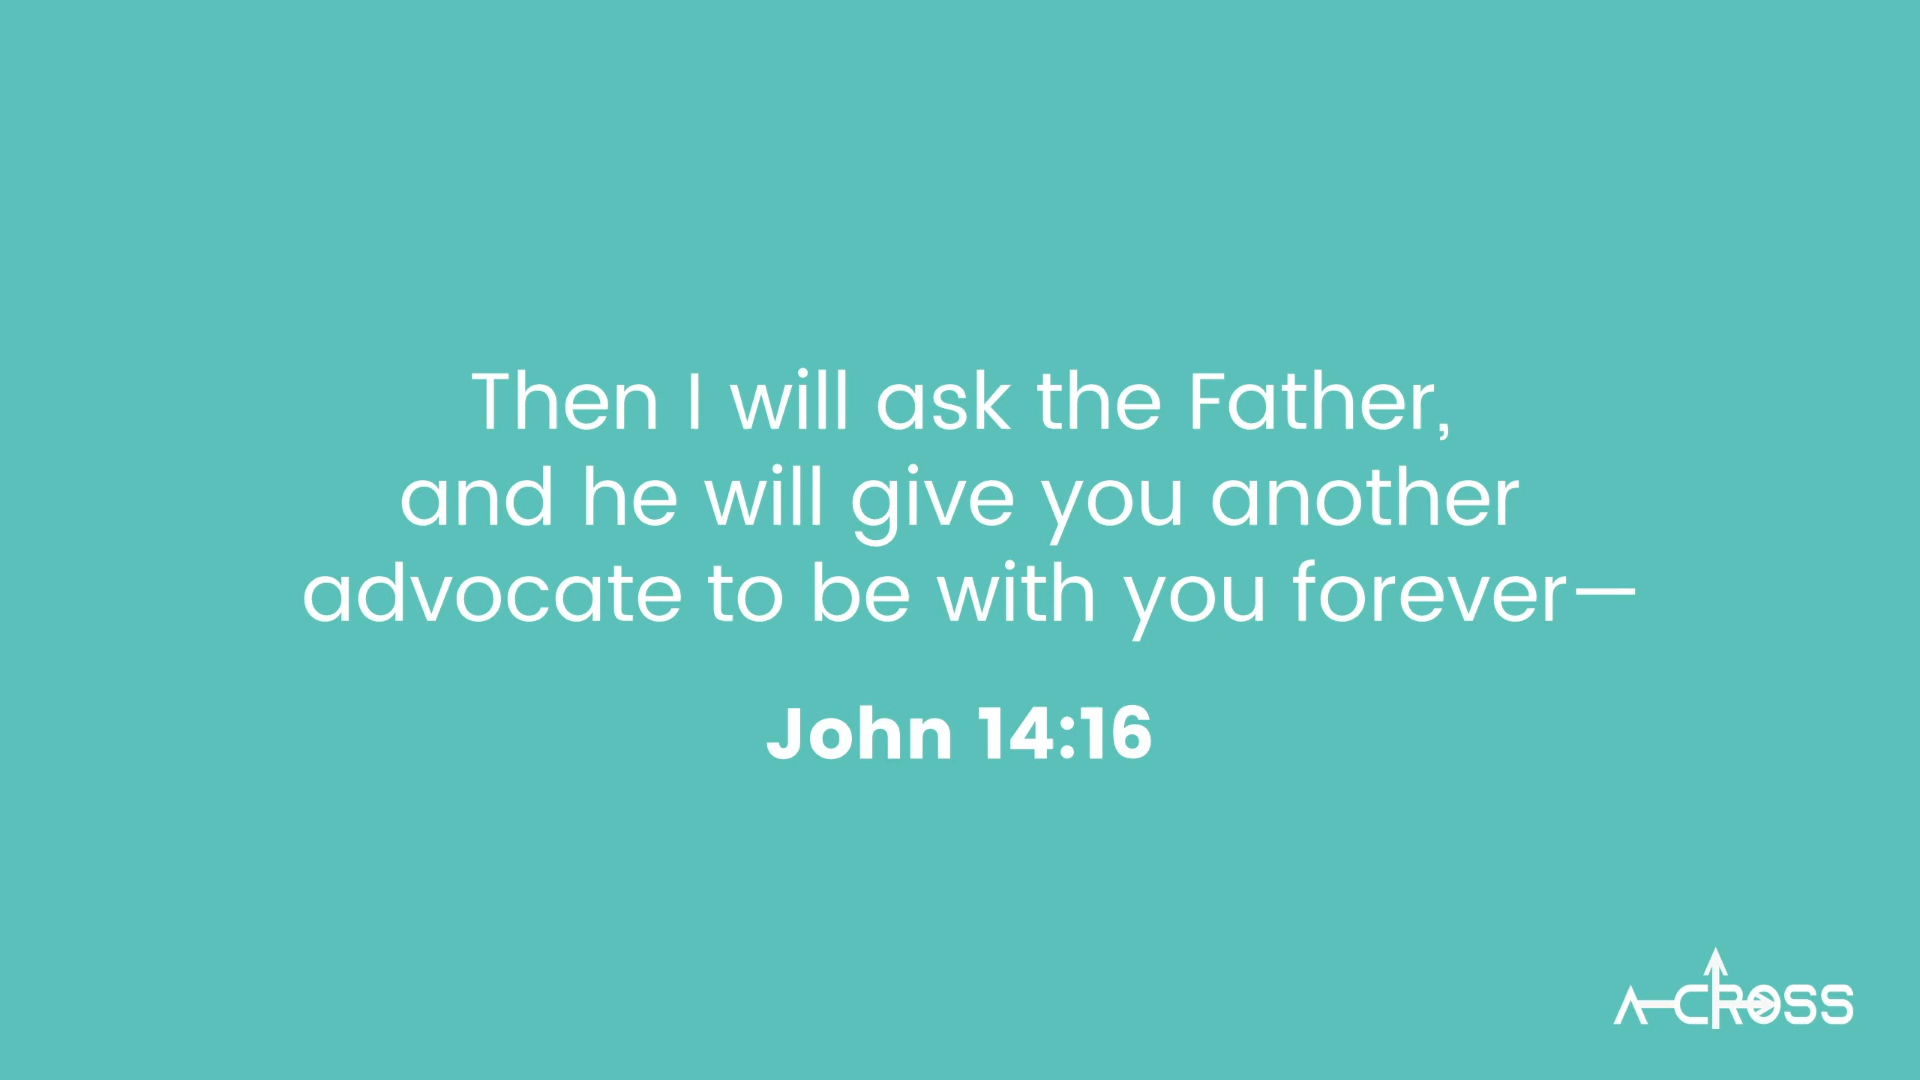 Then I will ask the Father,
and he will give you another
advocate to be with you forever—
John 14:16
A-CROSS